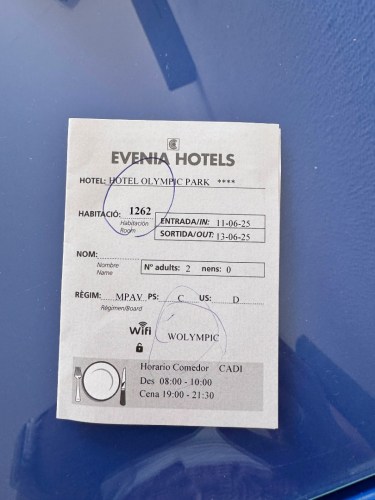 EVENIA HOTELS
HOTEL: HOTEL OLYMPIC PARK ****
HABITACIÓ: 1262
Habitación
Room
ENTRADA/IN: 11-06-25
SORTIDA/OUT: 13-06-25
NOM:
Nombre
Name
Nº adults: 2 nens: 0
RÈGIM: MPAV PS: C US: D
Régimen/Board
Wifi
WOLYMPIC
Horario Comedor CADI
Des 08:00 - 10:00
Cena 19:00 - 21:30